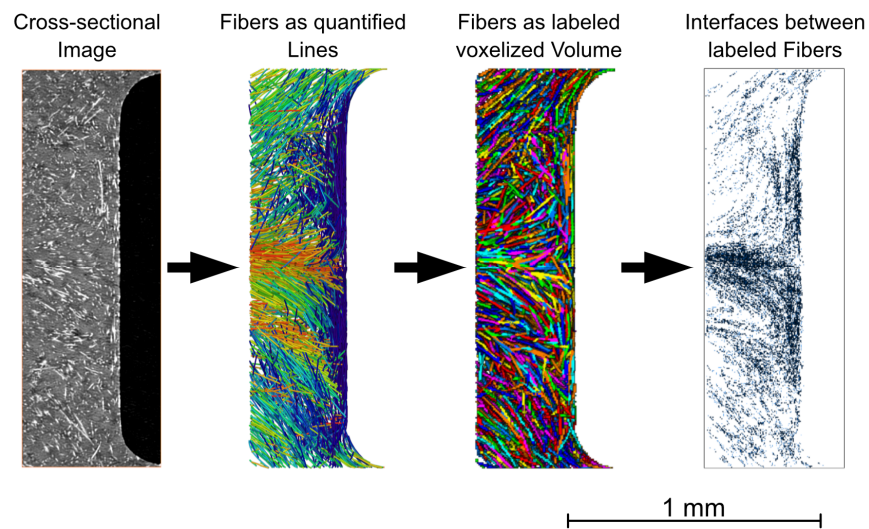 Cross-sectional
Image
Fibers as quantified
Lines
Fibers as labeled
voxelized Volume
Interfaces between
labeled Fibers
1 mm